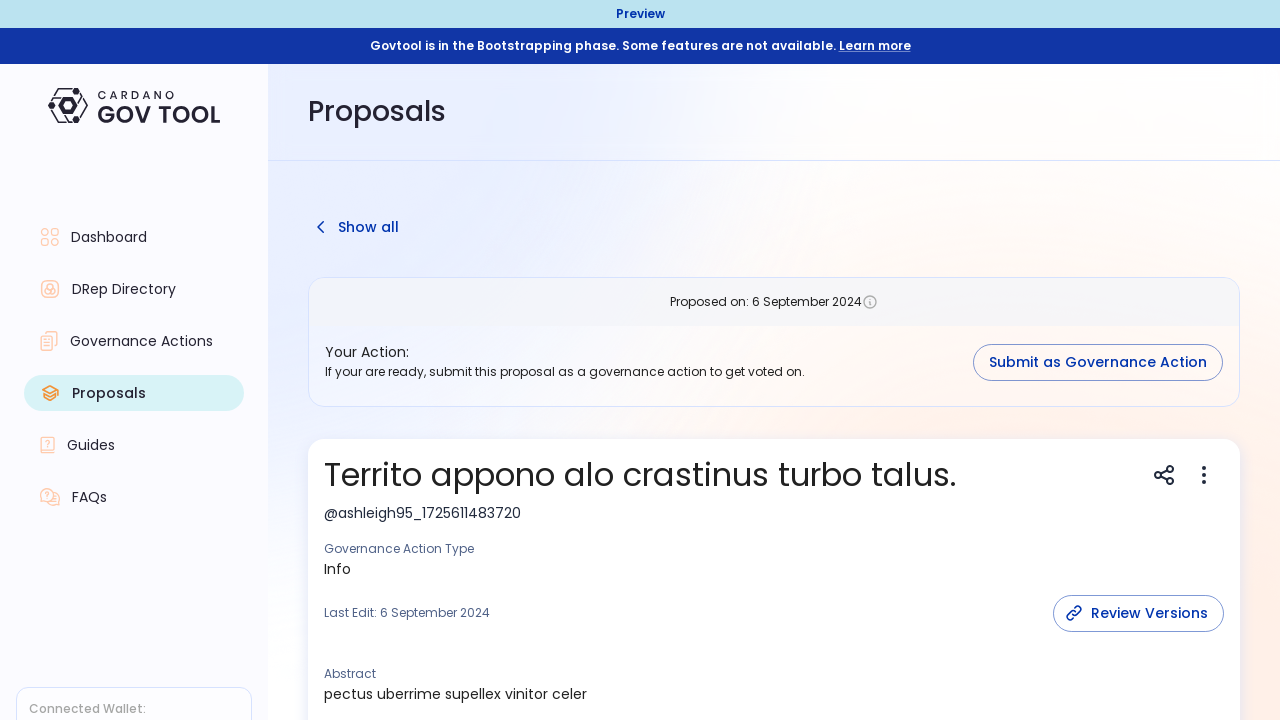 Preview
Govtool is in the Bootstrapping phase. Some features are not available. Learn more
CARDANO
GOV TOOL
Proposals
Dashboard
DRep Directory
Governance Actions
Proposals
Guides
FAQs
Connected Wallet:
Show all
Proposed on: 6 September 2024
Your Action:
If your are ready, submit this proposal as a governance action to get voted on.
Submit as Governance Action
Territo appono alo crastinus turbo talus.
@ashleigh95_1725611483720
Governance Action Type
Info
Last Edit: 6 September 2024
Review Versions
Abstract
pectus uberrime supellex vinitor celer